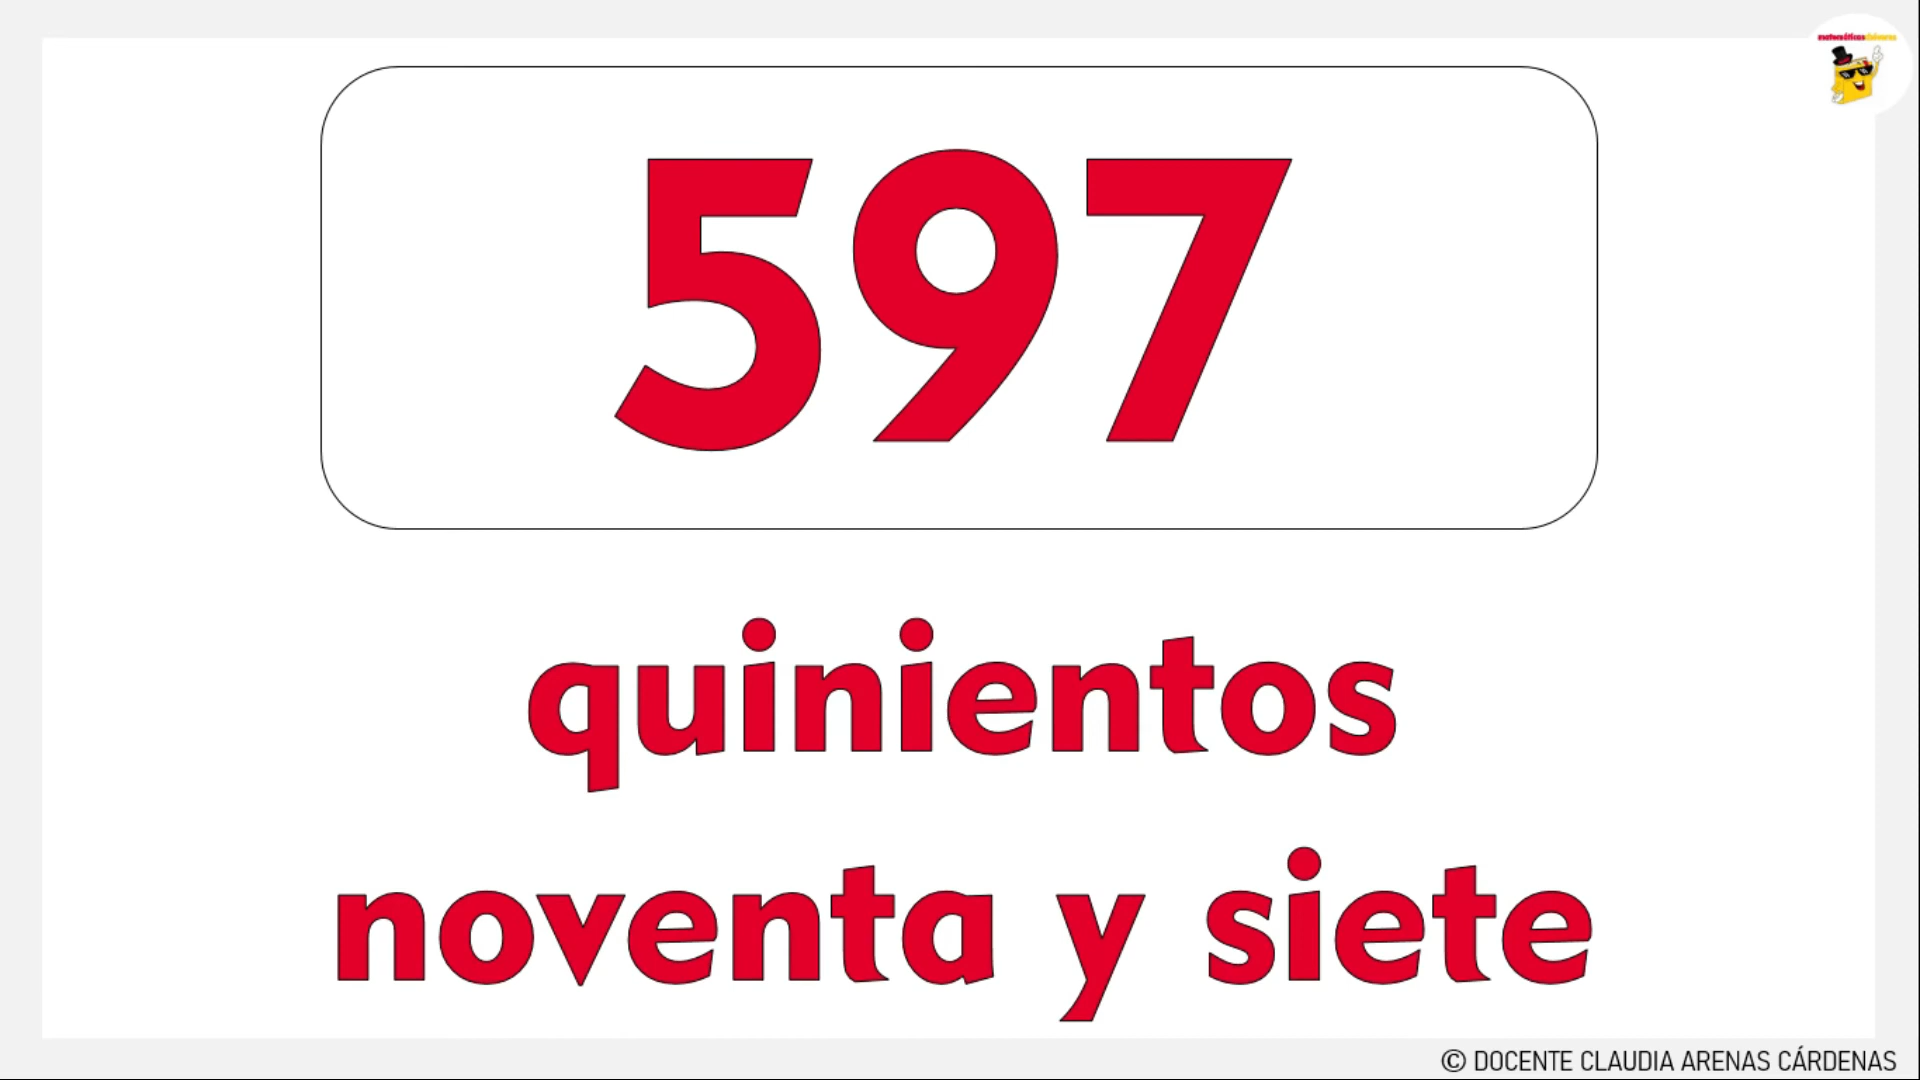 597
quinientos
noventa y siete
© DOCENTE CLAUDIA ARENAS CÁRDENAS